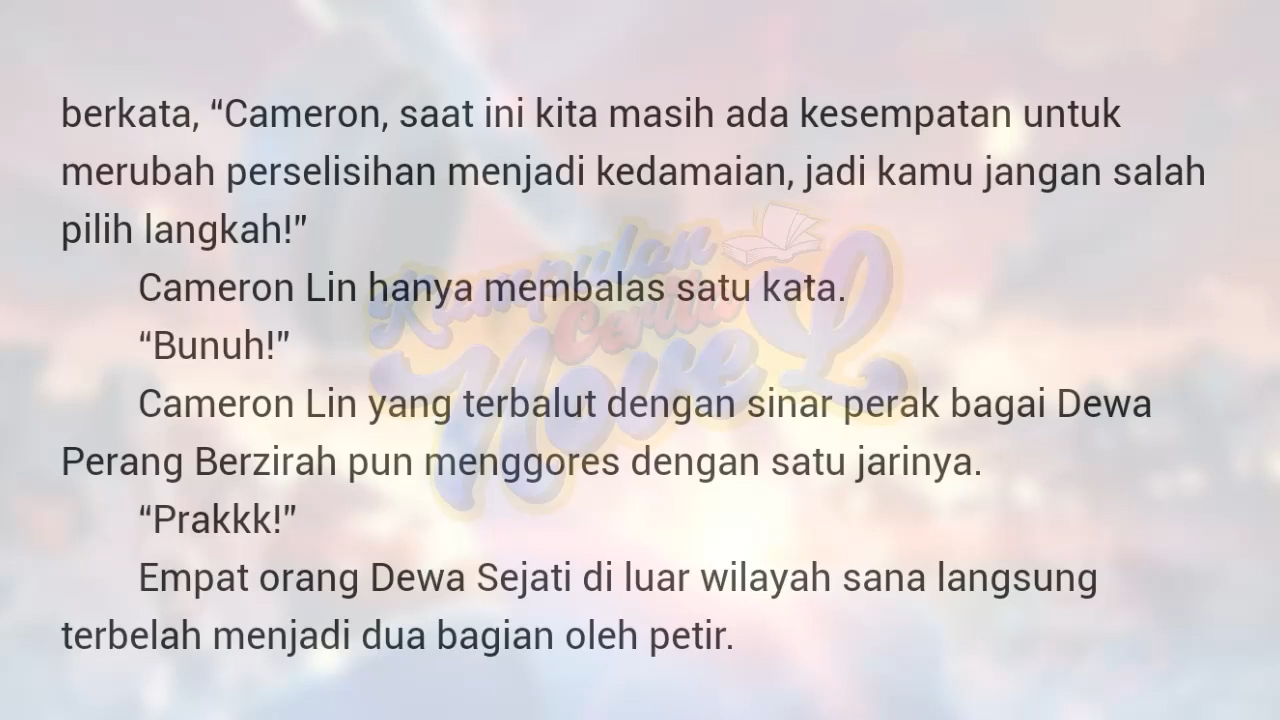 berkata, “Cameron, saat ini kita masih ada kesempatan untuk
merubah perselisihan menjadi kedamaian, jadi kamu jangan salah
pilih langkah!”
Cameron Lin hanya membalas satu kata.
“Bunuh!”
Cameron Lin yang terbalut dengan sinar perak bagai Dewa
Perang Berzirah pun menggores dengan satu jarinya.
“Prakkk!”
Empat orang Dewa Sejati di luar wilayah sana langsung
terbelah menjadi dua bagian oleh petir.
Kumpulan
Cerita
Novel L